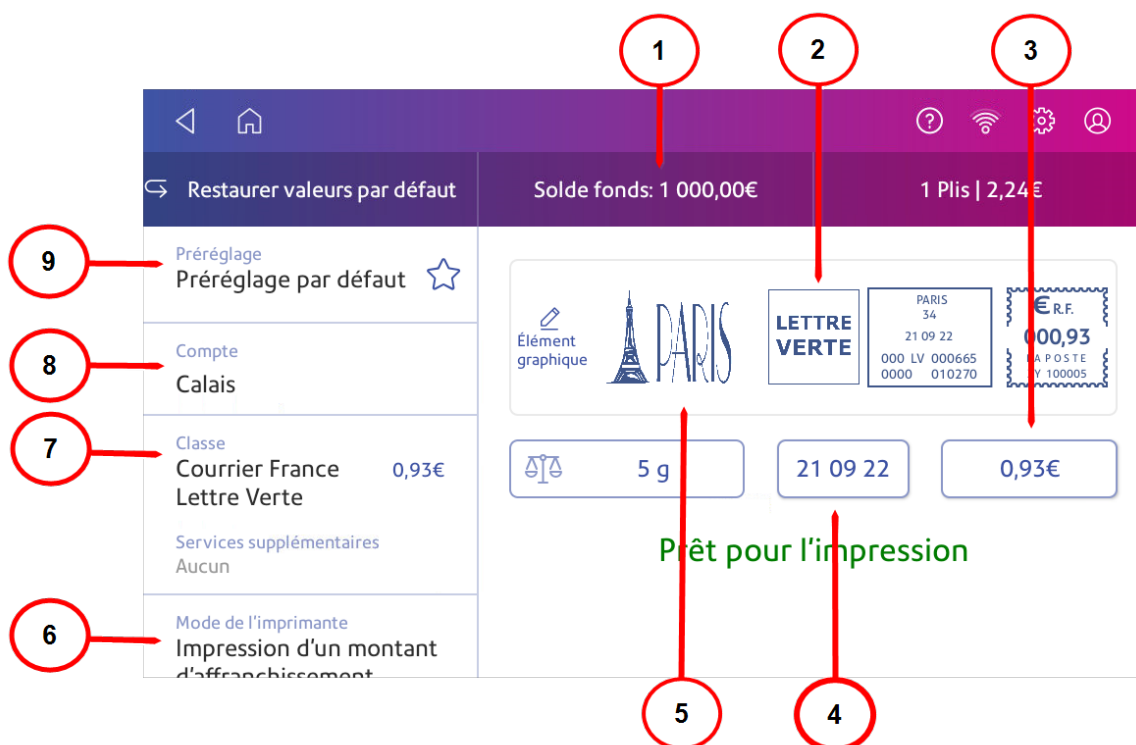 1
2
3
Restaurer valeurs par défaut
Solde fonds: 1 000,00€
1 Plis | 2,24€
9
Préréglage
Préréglage par défaut
Élément
graphique
PARIS
LETTRE
VERTE
PARIS
34
21 09 22
000 LV 000665
0000 010270
€ R.F.
000,93
LA POSTE
100005
8
Compte
Calais
7
Classe
Courrier France 0,93€
Lettre Verte
5 g
21 09 22
0,93€
Services supplémentaires
Aucun
Prêt pour l'impression
6
Mode de l'imprimante
Impression d'un montant
d'affranchissement
5
4